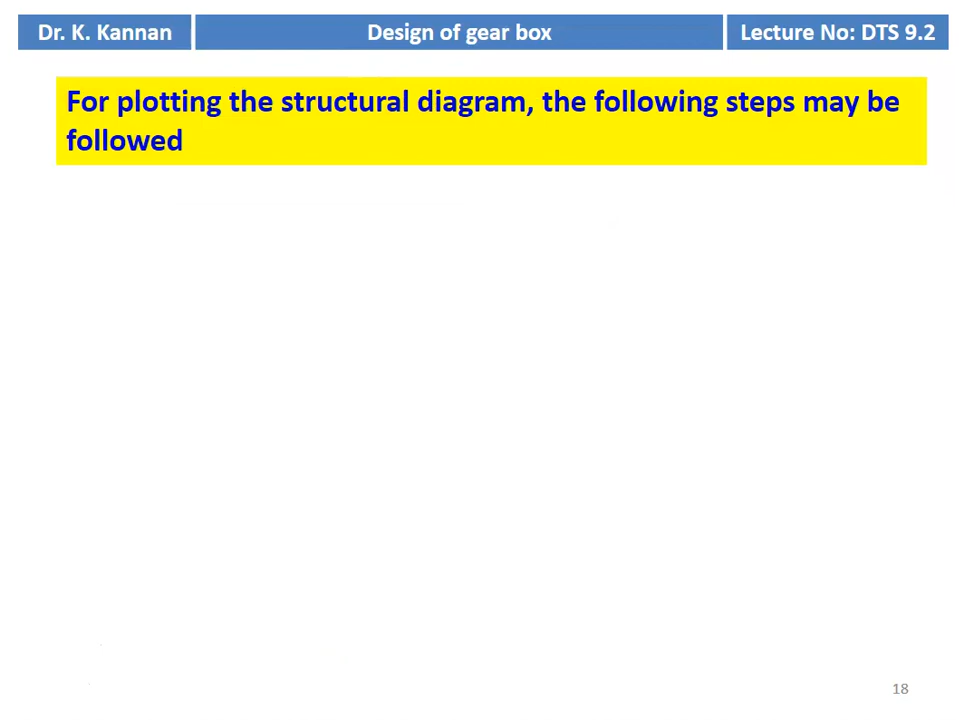 Dr. K. Kannan
Design of gear box
Lecture No: DTS 9.2
For plotting the structural diagram, the following steps may be
followed
18